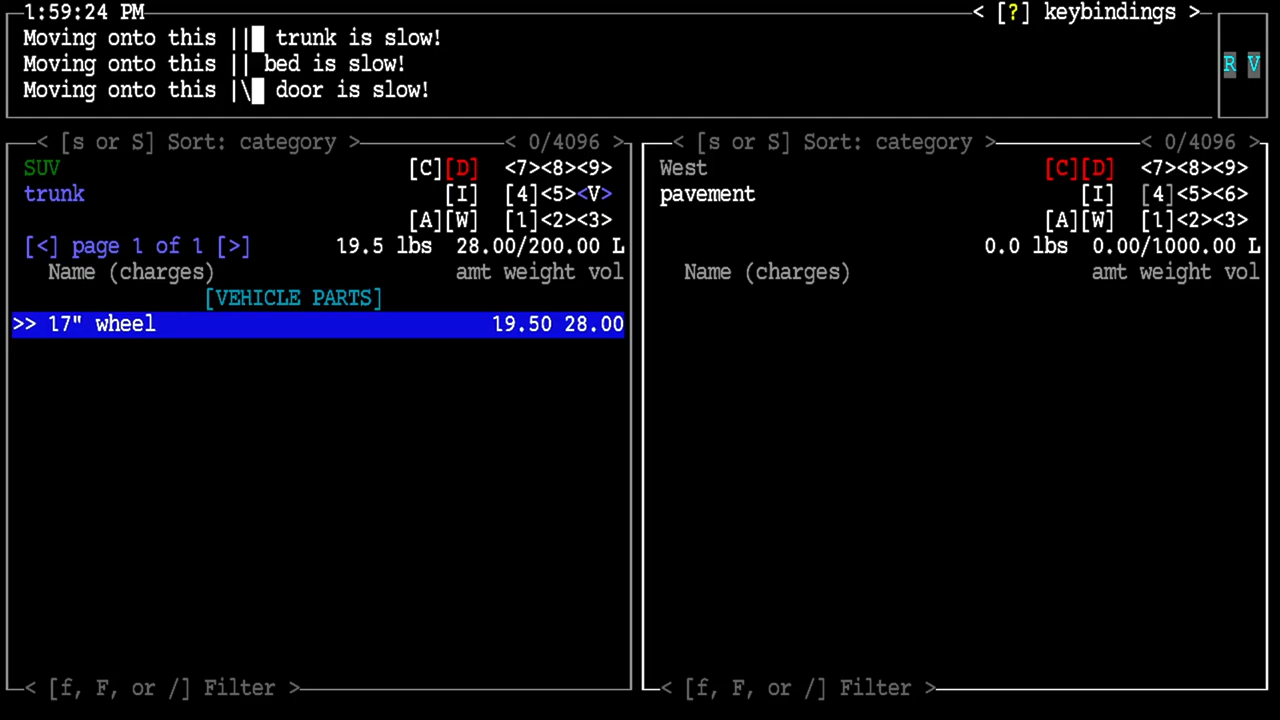 1:59:24 PM < [?] keybindings >
Moving onto this ||█ trunk is slow!
Moving onto this || bed is slow!
Moving onto this |\█ door is slow!
R V
< [s or S] Sort: category > < 0/4096 >
SUV [C][D] <7><8><9>
trunk [I] [4]<5><V>
[A][W] [1]<2><3>
[<] page 1 of 1 [>] 19.5 lbs 28.00/200.00 L
Name (charges) amt weight vol
[VEHICLE PARTS]
>> 17" wheel 19.50 28.00
< [f, F, or /] Filter >
< [s or S] Sort: category > < 0/4096 >
West [C][D] <7><8><9>
pavement [I] [4]<5><6>
[A][W] [1]<2><3>
0.0 lbs 0.00/1000.00 L
Name (charges) amt weight vol
< [f, F, or /] Filter >